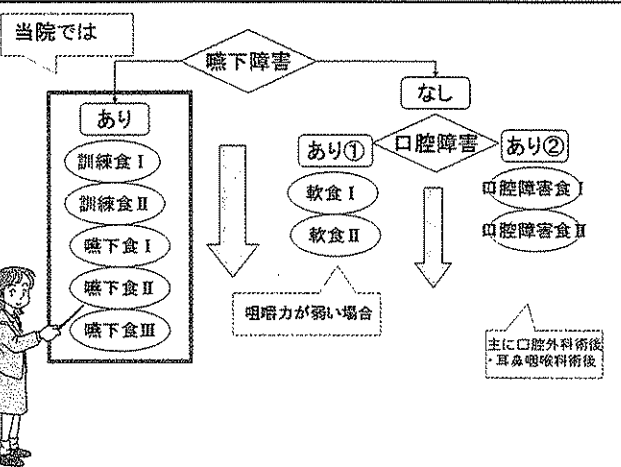 当院では
嚥下障害
あり
訓練食Ⅰ
訓練食Ⅱ
嚥下食Ⅰ
嚥下食Ⅱ
嚥下食Ⅲ
なし
口腔障害
あり①
軟食Ⅰ
軟食Ⅱ
咀嚼力が弱い場合
あり②
口腔障害食Ⅰ
口腔障害食Ⅱ
主に口腔外科術後
・耳鼻咽喉科術後